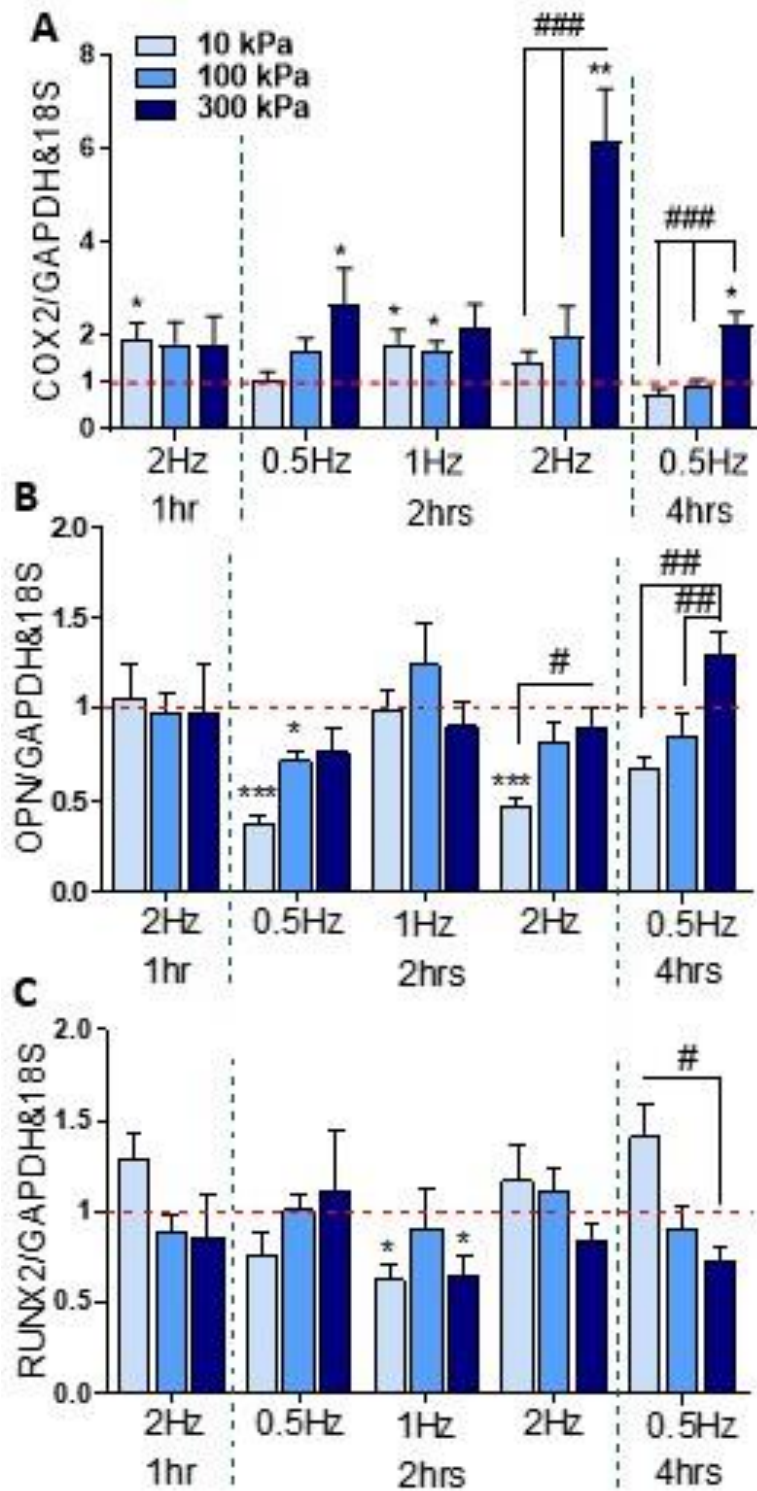 A
10 kPa
100 kPa
300 kPa
COX2/GAPDH&18S
8
6
4
2
1
0
*
*
*
*
###
**
###
*
2Hz
0.5Hz
1Hz
2Hz
0.5Hz
1hr
2hrs
4hrs
B
OPN/GAPDH&18S
2.0
1.5
1
0.5
0.0
***
*
***
#
##
##
2Hz
0.5Hz
1Hz
2Hz
0.5Hz
1hr
2hrs
4hrs
C
RUNX2/GAPDH&18S
2.0
1.5
1
0.5
0.0
*
*
#
2Hz
0.5Hz
1Hz
2Hz
0.5Hz
1hr
2hrs
4hrs